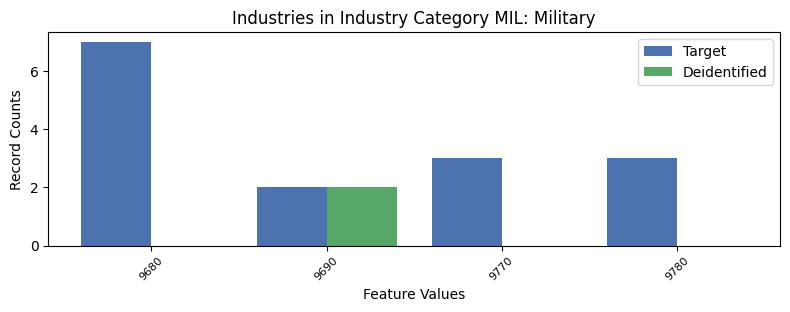 Industries in Industry Category MIL: Military
Target
Deidentified
Record Counts
6
4
2
0
9680
9690
9770
9780
Feature Values